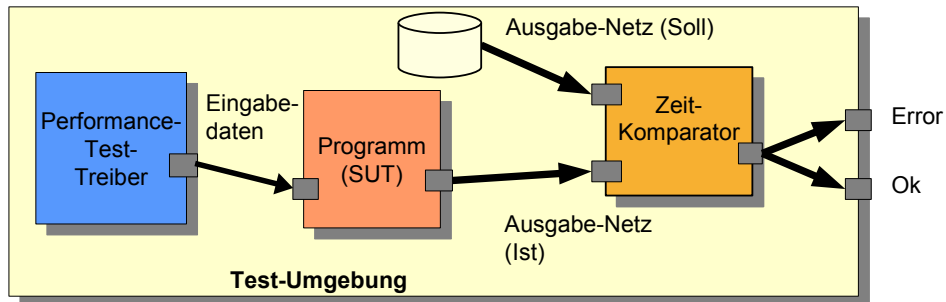 Ausgabe-Netz (Soll)
Performance-
Test-
Treiber
Eingabe-
daten
Programm
(SUT)
Zeit-
Komparator
Error
Ok
Ausgabe-Netz
(Ist)
Test-Umgebung